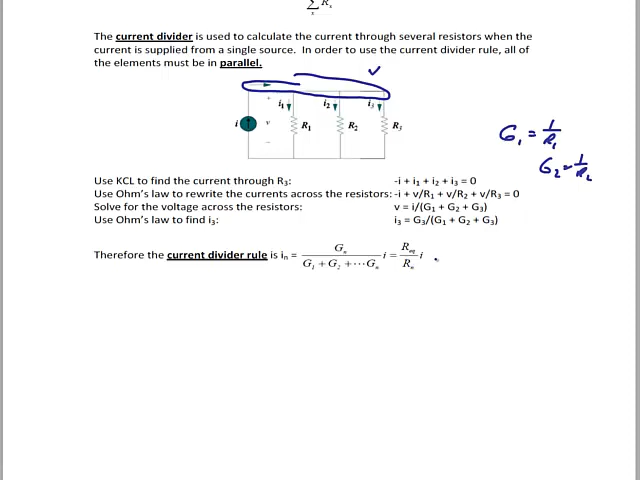 ∑ Rₓ
x
The current divider is used to calculate the current through several resistors when the
current is supplied from a single source. In order to use the current divider rule, all of
the elements must be in parallel.
i + v - i₁ R₁ i₂ R₂ i₃ R₃
G₁ = 1/R₁
G₂ = 1/R₂
Use KCL to find the current through R₃: -i + i₁ + i₂ + i₃ = 0
Use Ohm's law to rewrite the currents across the resistors: -i + v/R₁ + v/R₂ + v/R₃ = 0
Solve for the voltage across the resistors: v = i/(G₁ + G₂ + G₃)
Use Ohm's law to find i₃: i₃ = G₃/(G₁ + G₂ + G₃)
Therefore the current divider rule is iₙ = Gₙ/(G₁ + G₂ + ⋯Gₙ) i = R_eq/Rₙ i